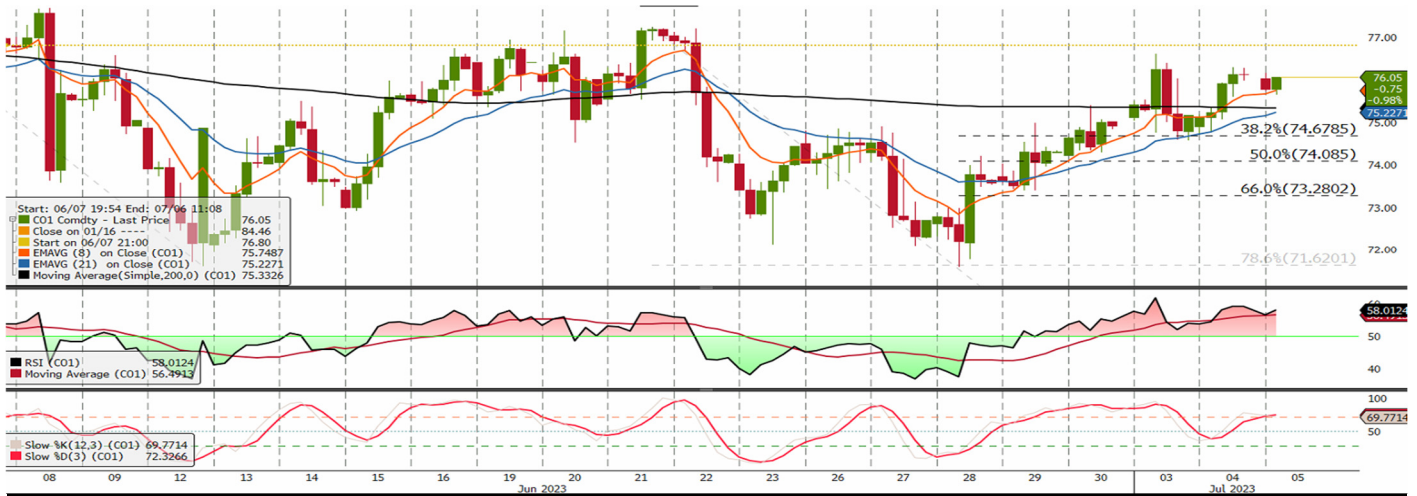 77.00
76.05
-0.75
-0.98%
75.2271
75.00
38.2%(74.6785)
50.0%(74.085)
74.00
66.0%(73.2802)
73.00
72.00
78.6%(71.6201)
Start: 06/07 19:54 End: 07/06 11:08
CO1 Comdty - Last Price 76.05
Close on 01/16 ---- 84.46
Start on 06/07 21:00 76.80
EMAVG (8) on Close (CO1) 75.7487
EMAVG (21) on Close (CO1) 75.2271
Moving Average(Simple,200,0) (CO1) 75.3326
58.0124
50
40
RSI (CO1) 58.0124
Moving Average (CO1) 56.4913
100
69.7714
50
Slow %K(12,3) (CO1) 69.7714
Slow %D(3) (CO1) 72.3266
08 09 12 13 14 15 16 19 20 21 22 23 26 27 28 29 30 03 04 05
Jun 2023 Jul 2023